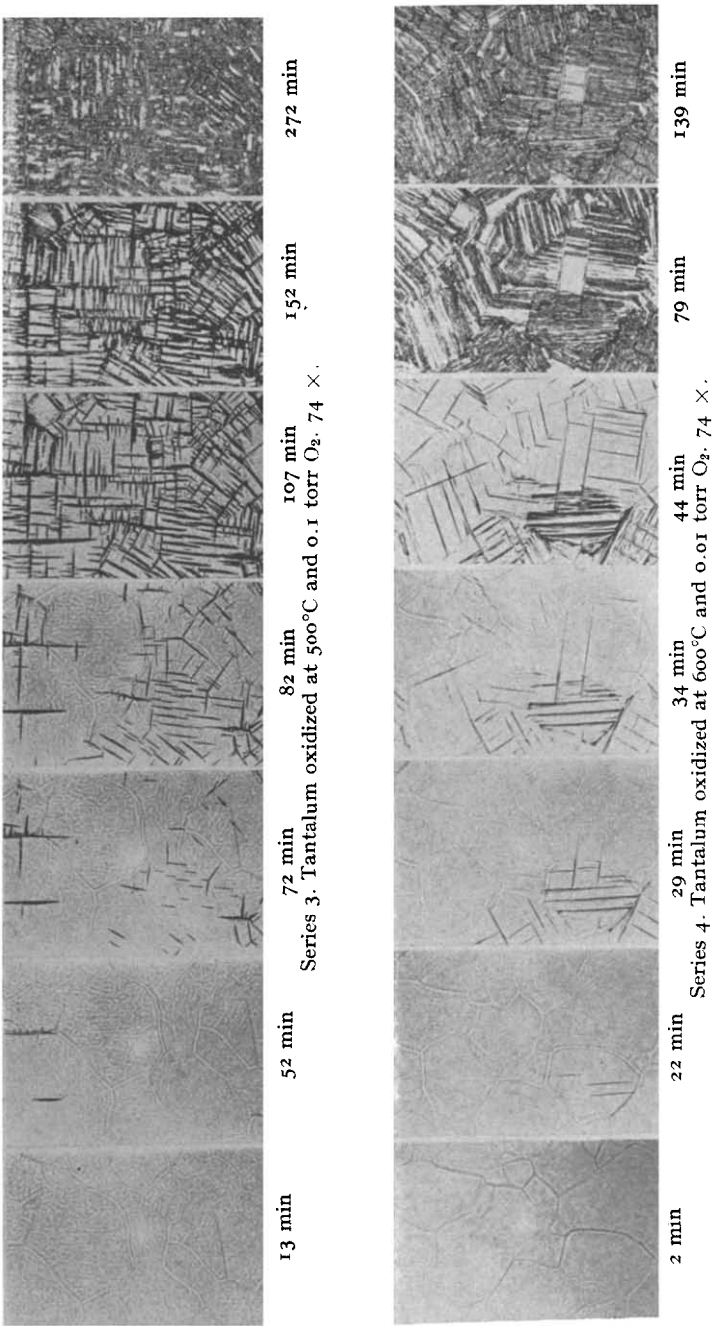 13 min 52 min 72 min 82 min 107 min 152 min 272 min
Series 3. Tantalum oxidized at 500°C and 0.1 torr O₂. 74 ×.
2 min 22 min 29 min 34 min 44 min 79 min 139 min
Series 4. Tantalum oxidized at 600°C and 0.01 torr O₂. 74 ×.